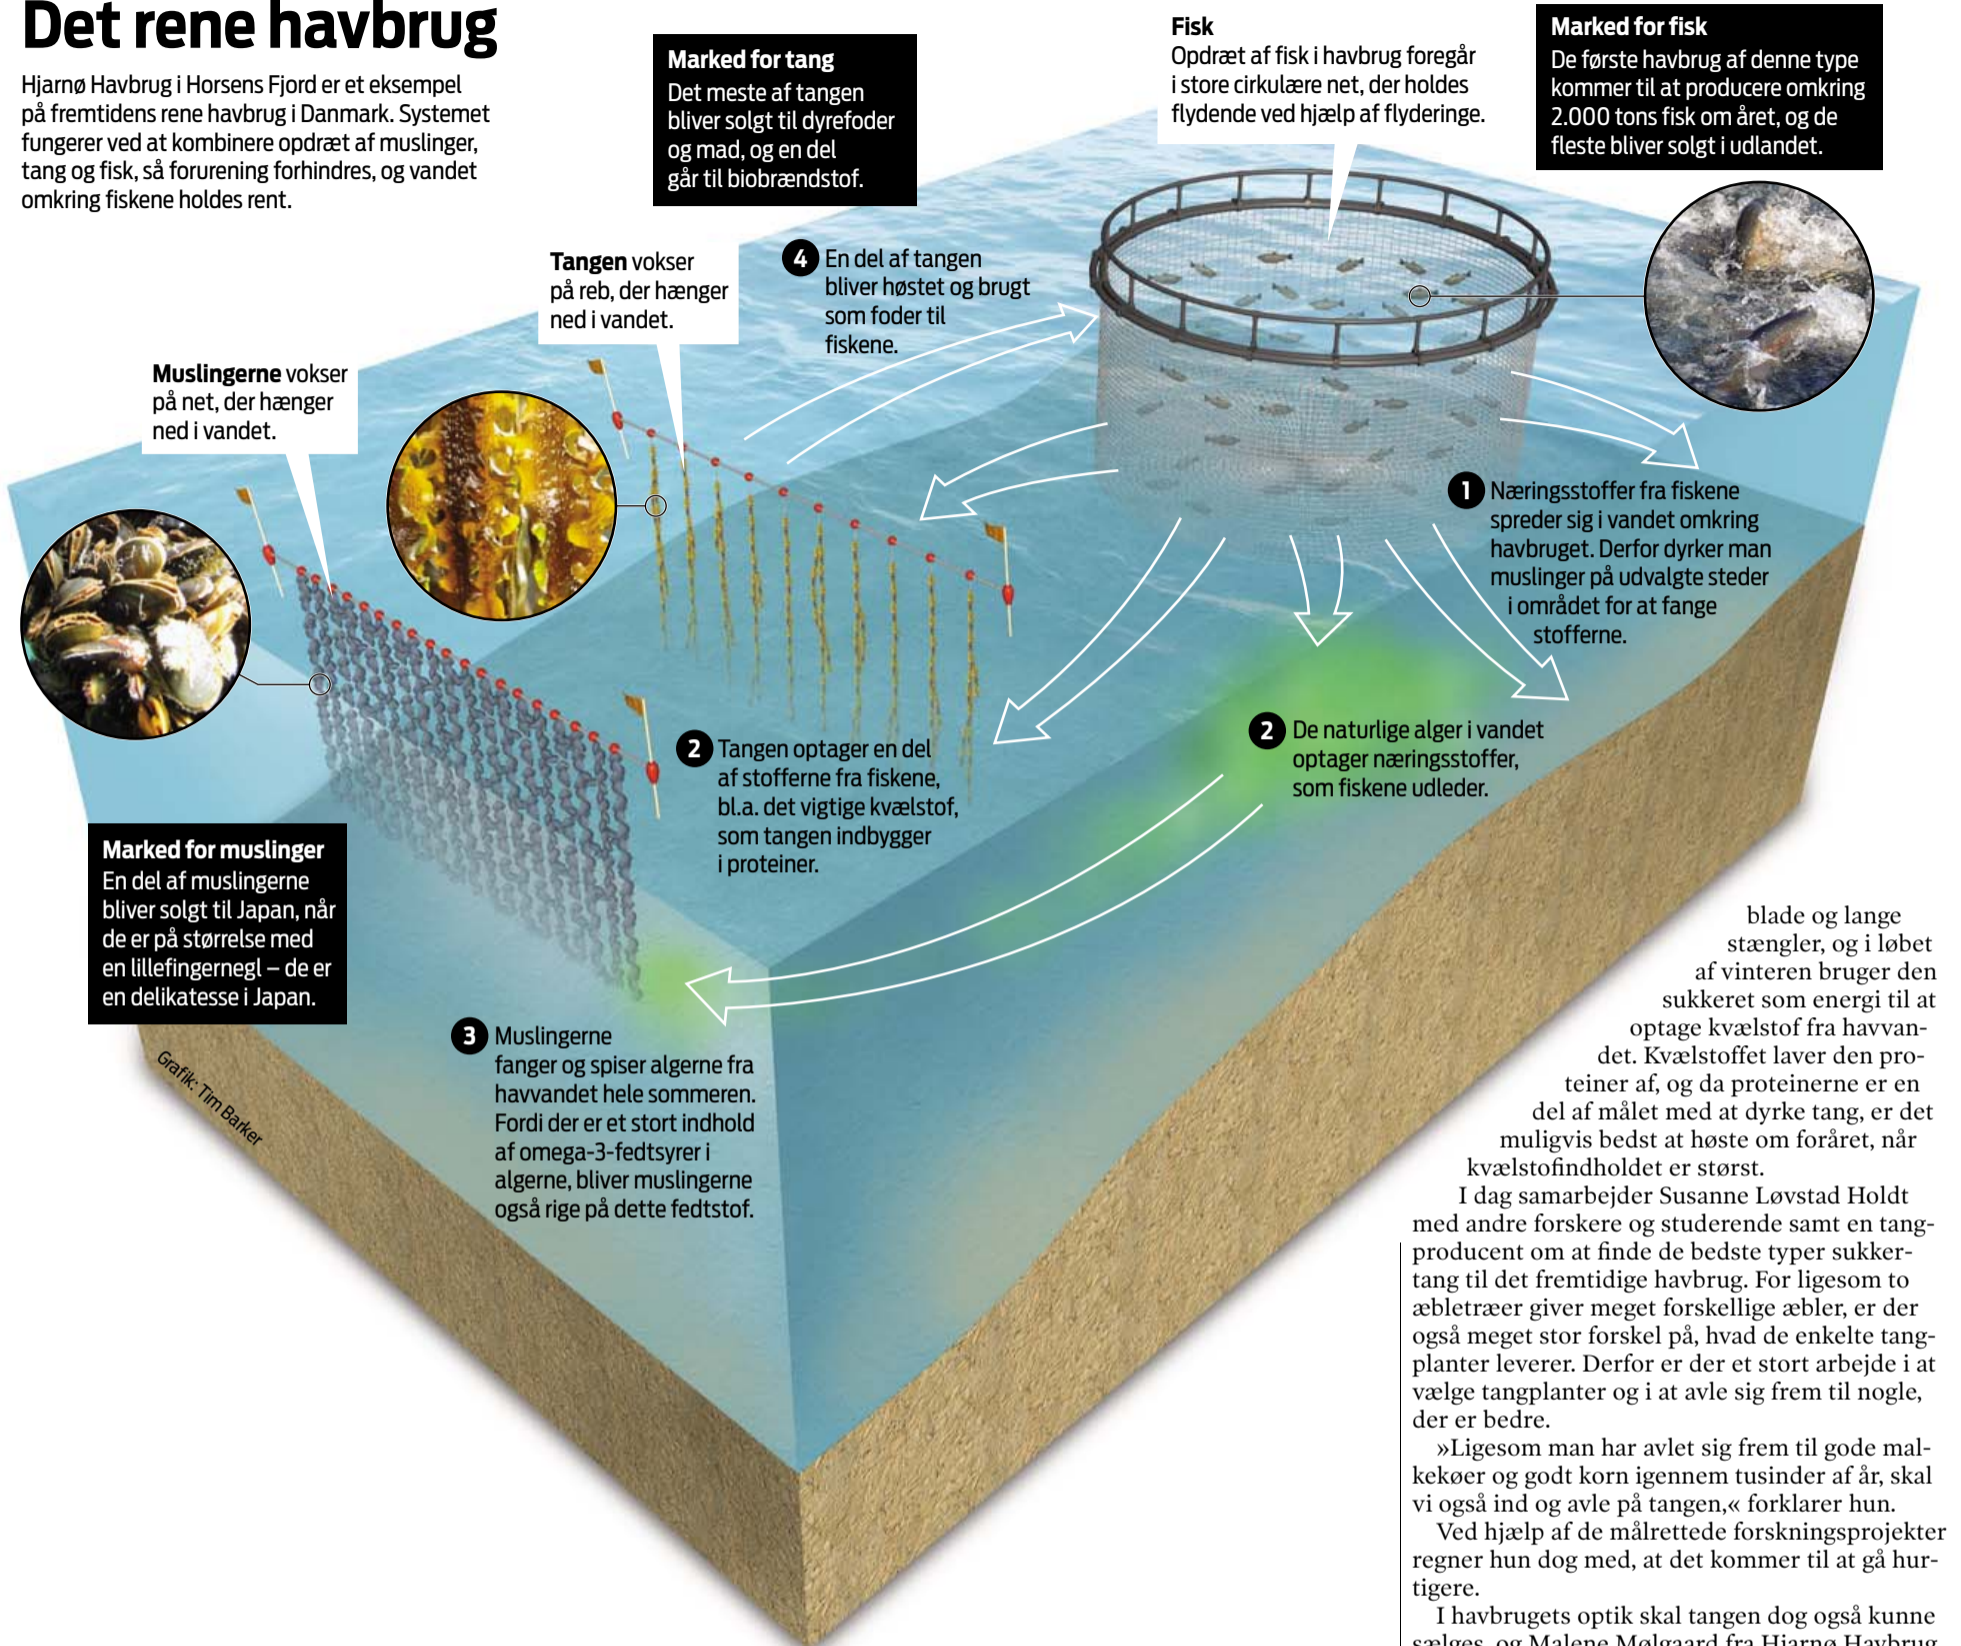 Det rene havbrug
Hjarnø Havbrug i Horsens Fjord er et eksempel
på fremtidens rene havbrug i Danmark. Systemet
fungerer ved at kombinere opdræt af muslinger,
tang og fisk, så forurening forhindres, og vandet
omkring fiskene holdes rent.
Marked for tang
Det meste af tangen
bliver solgt til dyrefoder
og mad, og en del
går til biobrændstof.
Fisk
Opdræt af fisk i havbrug foregår
i store cirkulære net, der holdes
flydende ved hjælp af flyderinge.
Marked for fisk
De første havbrug af denne type
kommer til at producere omkring
2.000 tons fisk om året, og de
fleste bliver solgt i udlandet.
Tangen vokser
på reb, der hænger
ned i vandet.
4 En del af tangen
bliver høstet og brugt
som foder til
fiskene.
Muslingerne vokser
på net, der hænger
ned i vandet.
1 Næringsstoffer fra fiskene
spreder sig i vandet omkring
havbruget. Derfor dyrker man
muslinger på udvalgte steder
i området for at fange
stofferne.
2 Tangen optager en del
af stofferne fra fiskene,
bl.a. det vigtige kvælstof,
som tangen indbygger
i proteiner.
2 De naturlige alger i vandet
optager næringsstoffer,
som fiskene udleder.
Marked for muslinger
En del af muslingerne
bliver solgt til Japan, når
de er på størrelse med
en lillefingernegl – de er
en delikatesse i Japan.
3 Muslingerne
fanger og spiser algerne fra
havvandet hele sommeren.
Fordi der er et stort indhold
af omega-3-fedtsyrer i
algerne, bliver muslingerne
også rige på dette fedtstof.
Grafik: Tim Barker
blade og lange
stængler, og i løbet
af vinteren bruger den
sukkeret som energi til at
optage kvælstof fra havvan-
det. Kvælstoffet laver den pro-
teiner af, og da proteinerne er en
del af målet med at dyrke tang, er det
muligvis bedst at høste om foråret, når
kvælstofindholdet er størst.
I dag samarbejder Susanne Løvstad Holdt
med andre forskere og studerende samt en tang-
producent om at finde de bedste typer sukker-
tang til det fremtidige havbrug. For ligesom to
æbletræer giver meget forskellige æbler, er der
også meget stor forskel på, hvad de enkelte tang-
planter leverer. Derfor er der et stort arbejde i at
vælge tangplanter og i at avle sig frem til nogle,
der er bedre.
»Ligesom man har avlet sig frem til gode mal-
kekøer og godt korn igennem tusinder af år, skal
vi også ind og avle på tangen,« forklarer hun.
Ved hjælp af de målrettede forskningsprojekter
regner hun dog med, at det kommer til at gå hur-
tigere.
I havbrugets optik skal tangen dog også kunne
sælges, og Malene Mølgaard fra Hjarnø Havbrug